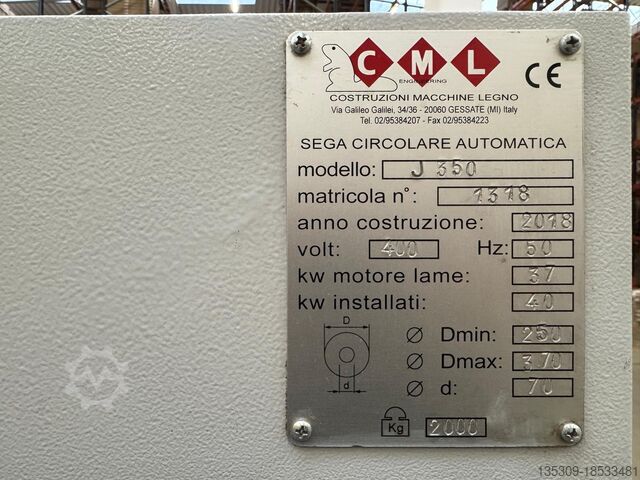 CML
ENGINEERING
CE
COSTRUZIONI MACCHINE LEGNO
Via Galileo Galilei, 34/36 - 20060 GESSATE (MI) Italy
Tel. 02/95384207 - Fax 02/95384223
SEGA CIRCOLARE AUTOMATICA
modello: J 350
matricola n°: 1318
anno costruzione: 2018
volt: 400 Hz: 50
kw motore lame: 37
kw installati: 40
D
d
Ø Dmin: 250
Ø Dmax: 370
Ø d: 70
Kg 2000
135309-18533481